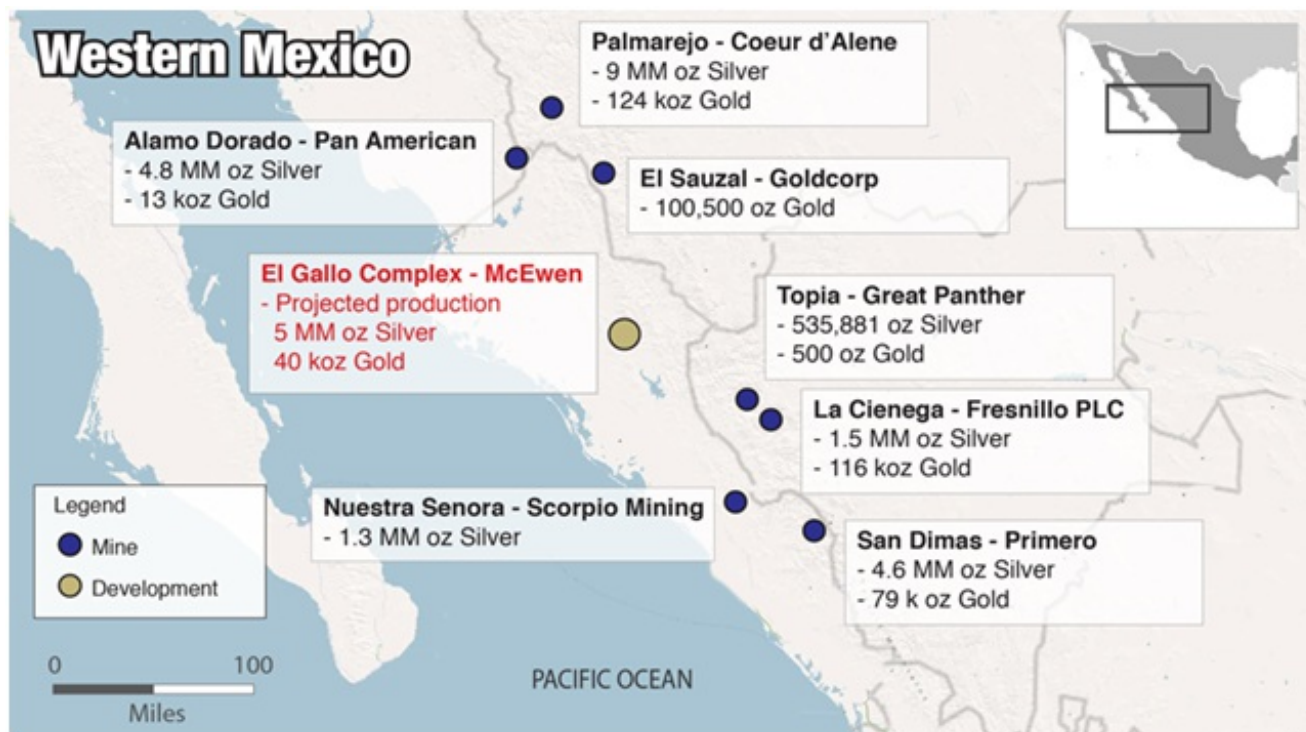 Western Mexico
Palmarejo - Coeur d'Alene
- 9 MM oz Silver
- 124 koz Gold
Alamo Dorado - Pan American
- 4.8 MM oz Silver
- 13 koz Gold
El Sauzal - Goldcorp
- 100,500 oz Gold
El Gallo Complex - McEwen
- Projected production
5 MM oz Silver
40 koz Gold
Topia - Great Panther
- 535,881 oz Silver
- 500 oz Gold
La Cienega - Fresnillo PLC
- 1.5 MM oz Silver
- 116 koz Gold
Nuestra Senora - Scorpio Mining
- 1.3 MM oz Silver
San Dimas - Primero
- 4.6 MM oz Silver
- 79 k oz Gold
Legend
Mine
Development
0 100
Miles
PACIFIC OCEAN